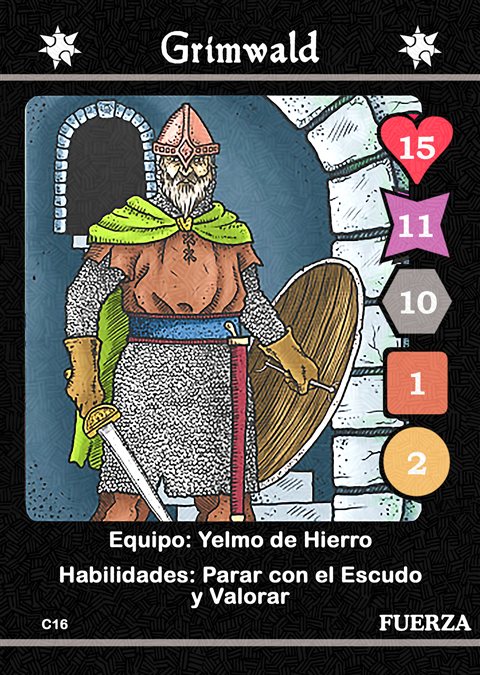 Grimwald
15
11
10
1
2
Equipo: Yelmo de Hierro
Habilidades: Parar con el Escudo
y Valorar
C16
FUERZA